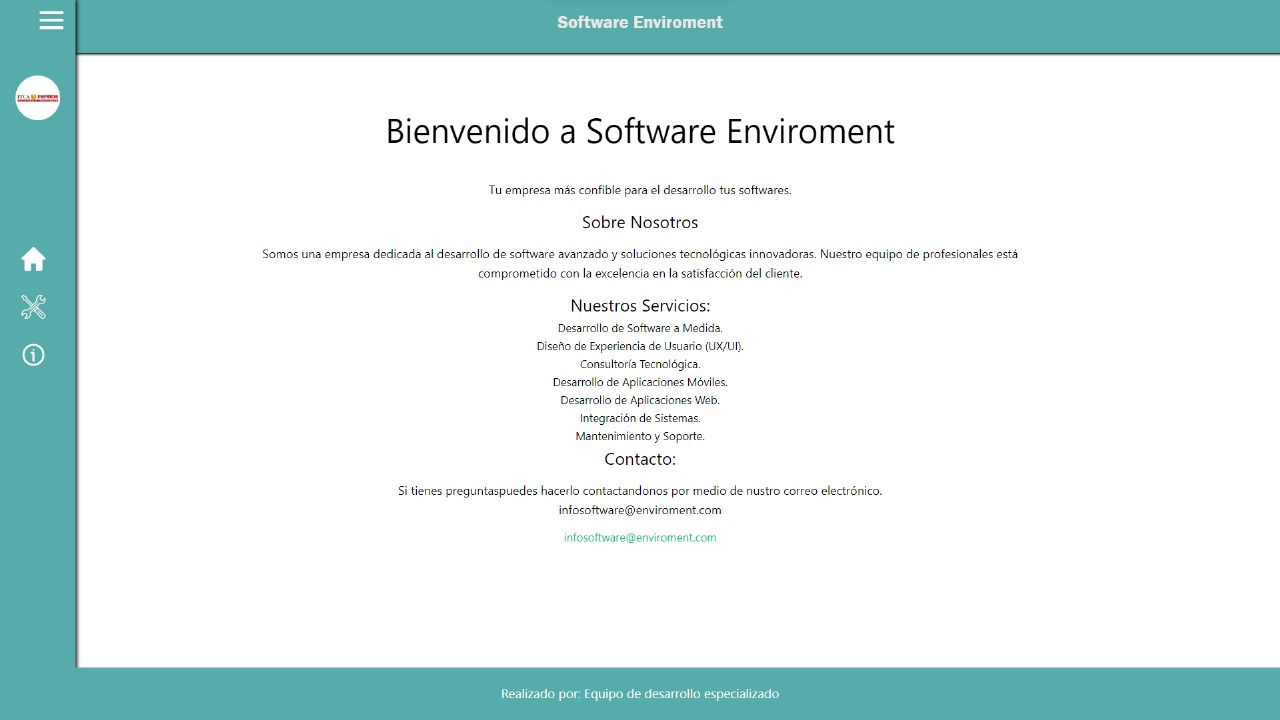 Software Enviroment
Bienvenido a Software Enviroment
Tu empresa más confible para el desarrollo tus softwares.
Sobre Nosotros
Somos una empresa dedicada al desarrollo de software avanzado y soluciones tecnológicas innovadoras. Nuestro equipo de profesionales está
comprometido con la excelencia en la satisfacción del cliente.
Nuestros Servicios:
Desarrollo de Software a Medida.
Diseño de Experiencia de Usuario (UX/UI).
Consultoría Tecnológica.
Desarrollo de Aplicaciones Móviles.
Desarrollo de Aplicaciones Web.
Integración de Sistemas.
Mantenimiento y Soporte.
Contacto:
Si tienes preguntaspuedes hacerlo contactandonos por medio de nustro correo electrónico.
infosoftware@enviroment.com
infosoftware@enviroment.com
Realizado por: Equipo de desarrollo especializado